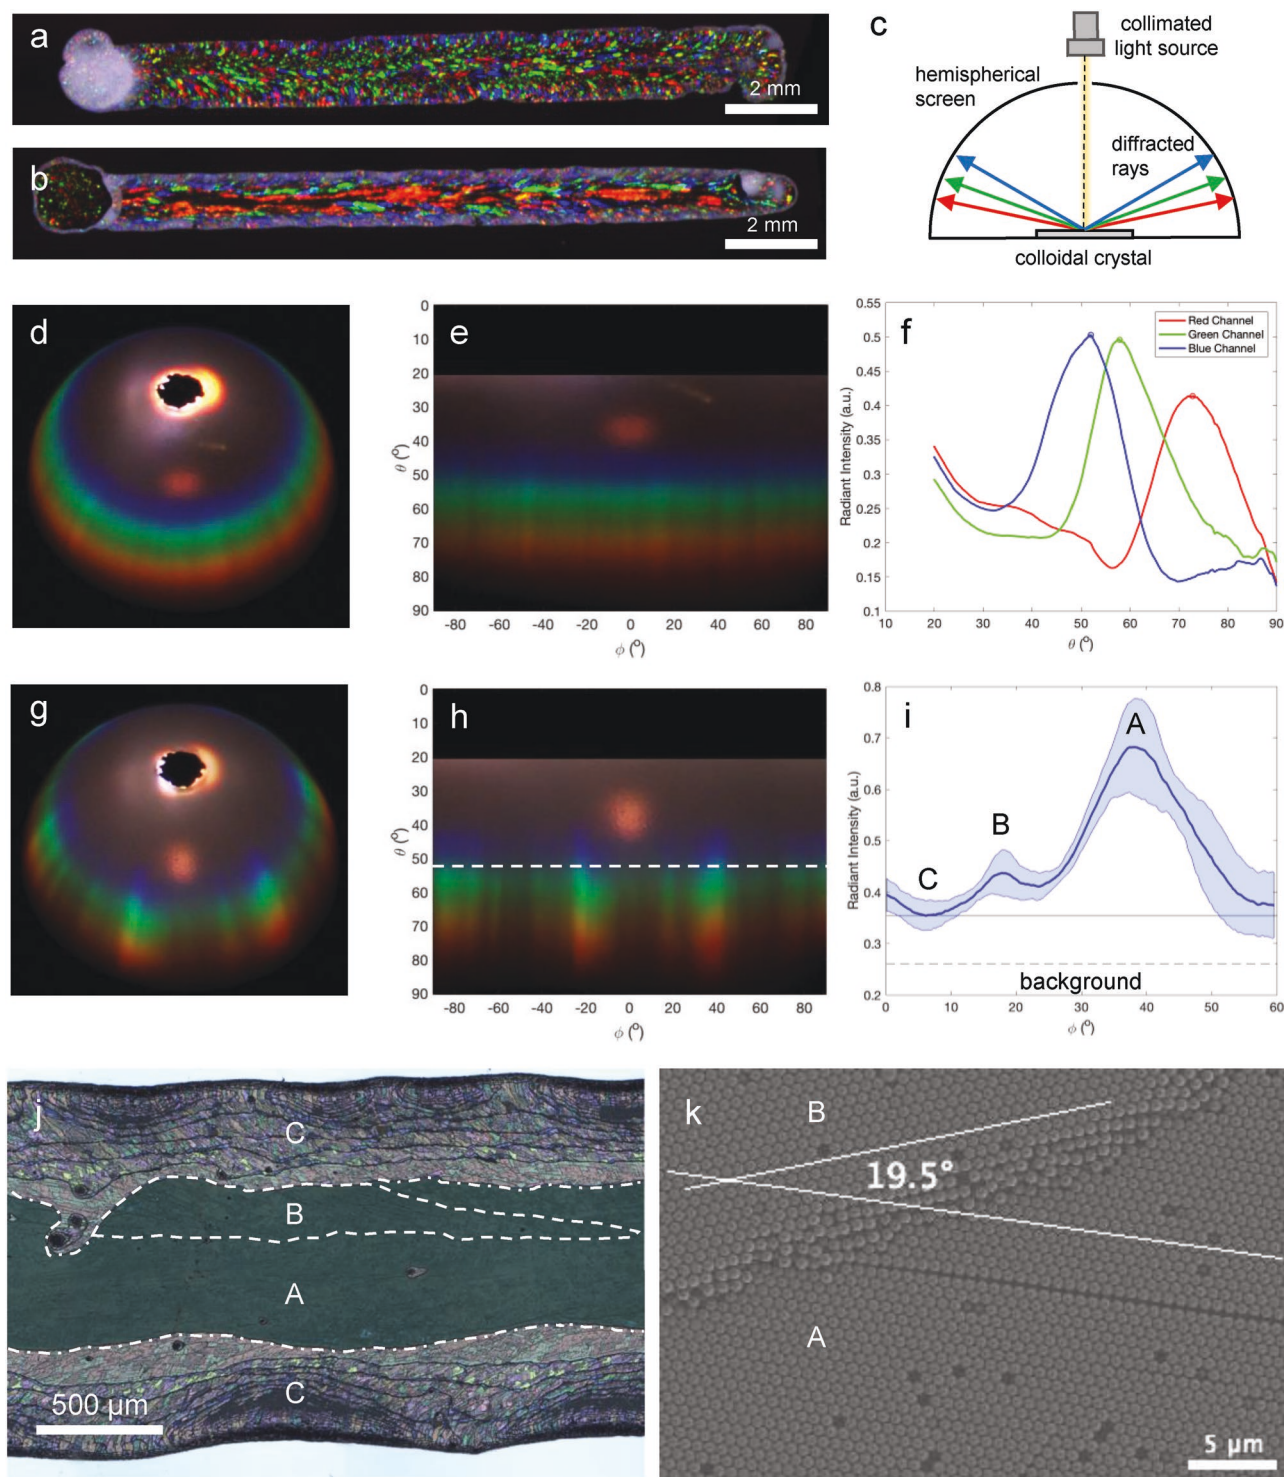 a
2 mm
b
2 mm
c
collimated
light source
hemispherical
screen
diffracted
rays
colloidal crystal
d
e
0
10
20
30
40
50
60
70
80
90
θ (º)
-80 -60 -40 -20 0 20 40 60 80
ϕ (º)
f
Red Channel
Green Channel
Blue Channel
0.55
0.5
0.45
0.4
0.35
0.3
0.25
0.2
0.15
0.1
Radiant Intensity (a.u.)
10 20 30 40 50 60 70 80 90
θ (º)
g
h
0
10
20
30
40
50
60
70
80
90
θ (º)
-80 -60 -40 -20 0 20 40 60 80
ϕ (º)
i
A
B
C
background
0.8
0.7
0.6
0.5
0.4
0.3
0.2
Radiant Intensity (a.u.)
0 10 20 30 40 50 60
ϕ (º)
j
C
B
A
C
500 µm
k
B
19.5°
A
5 µm